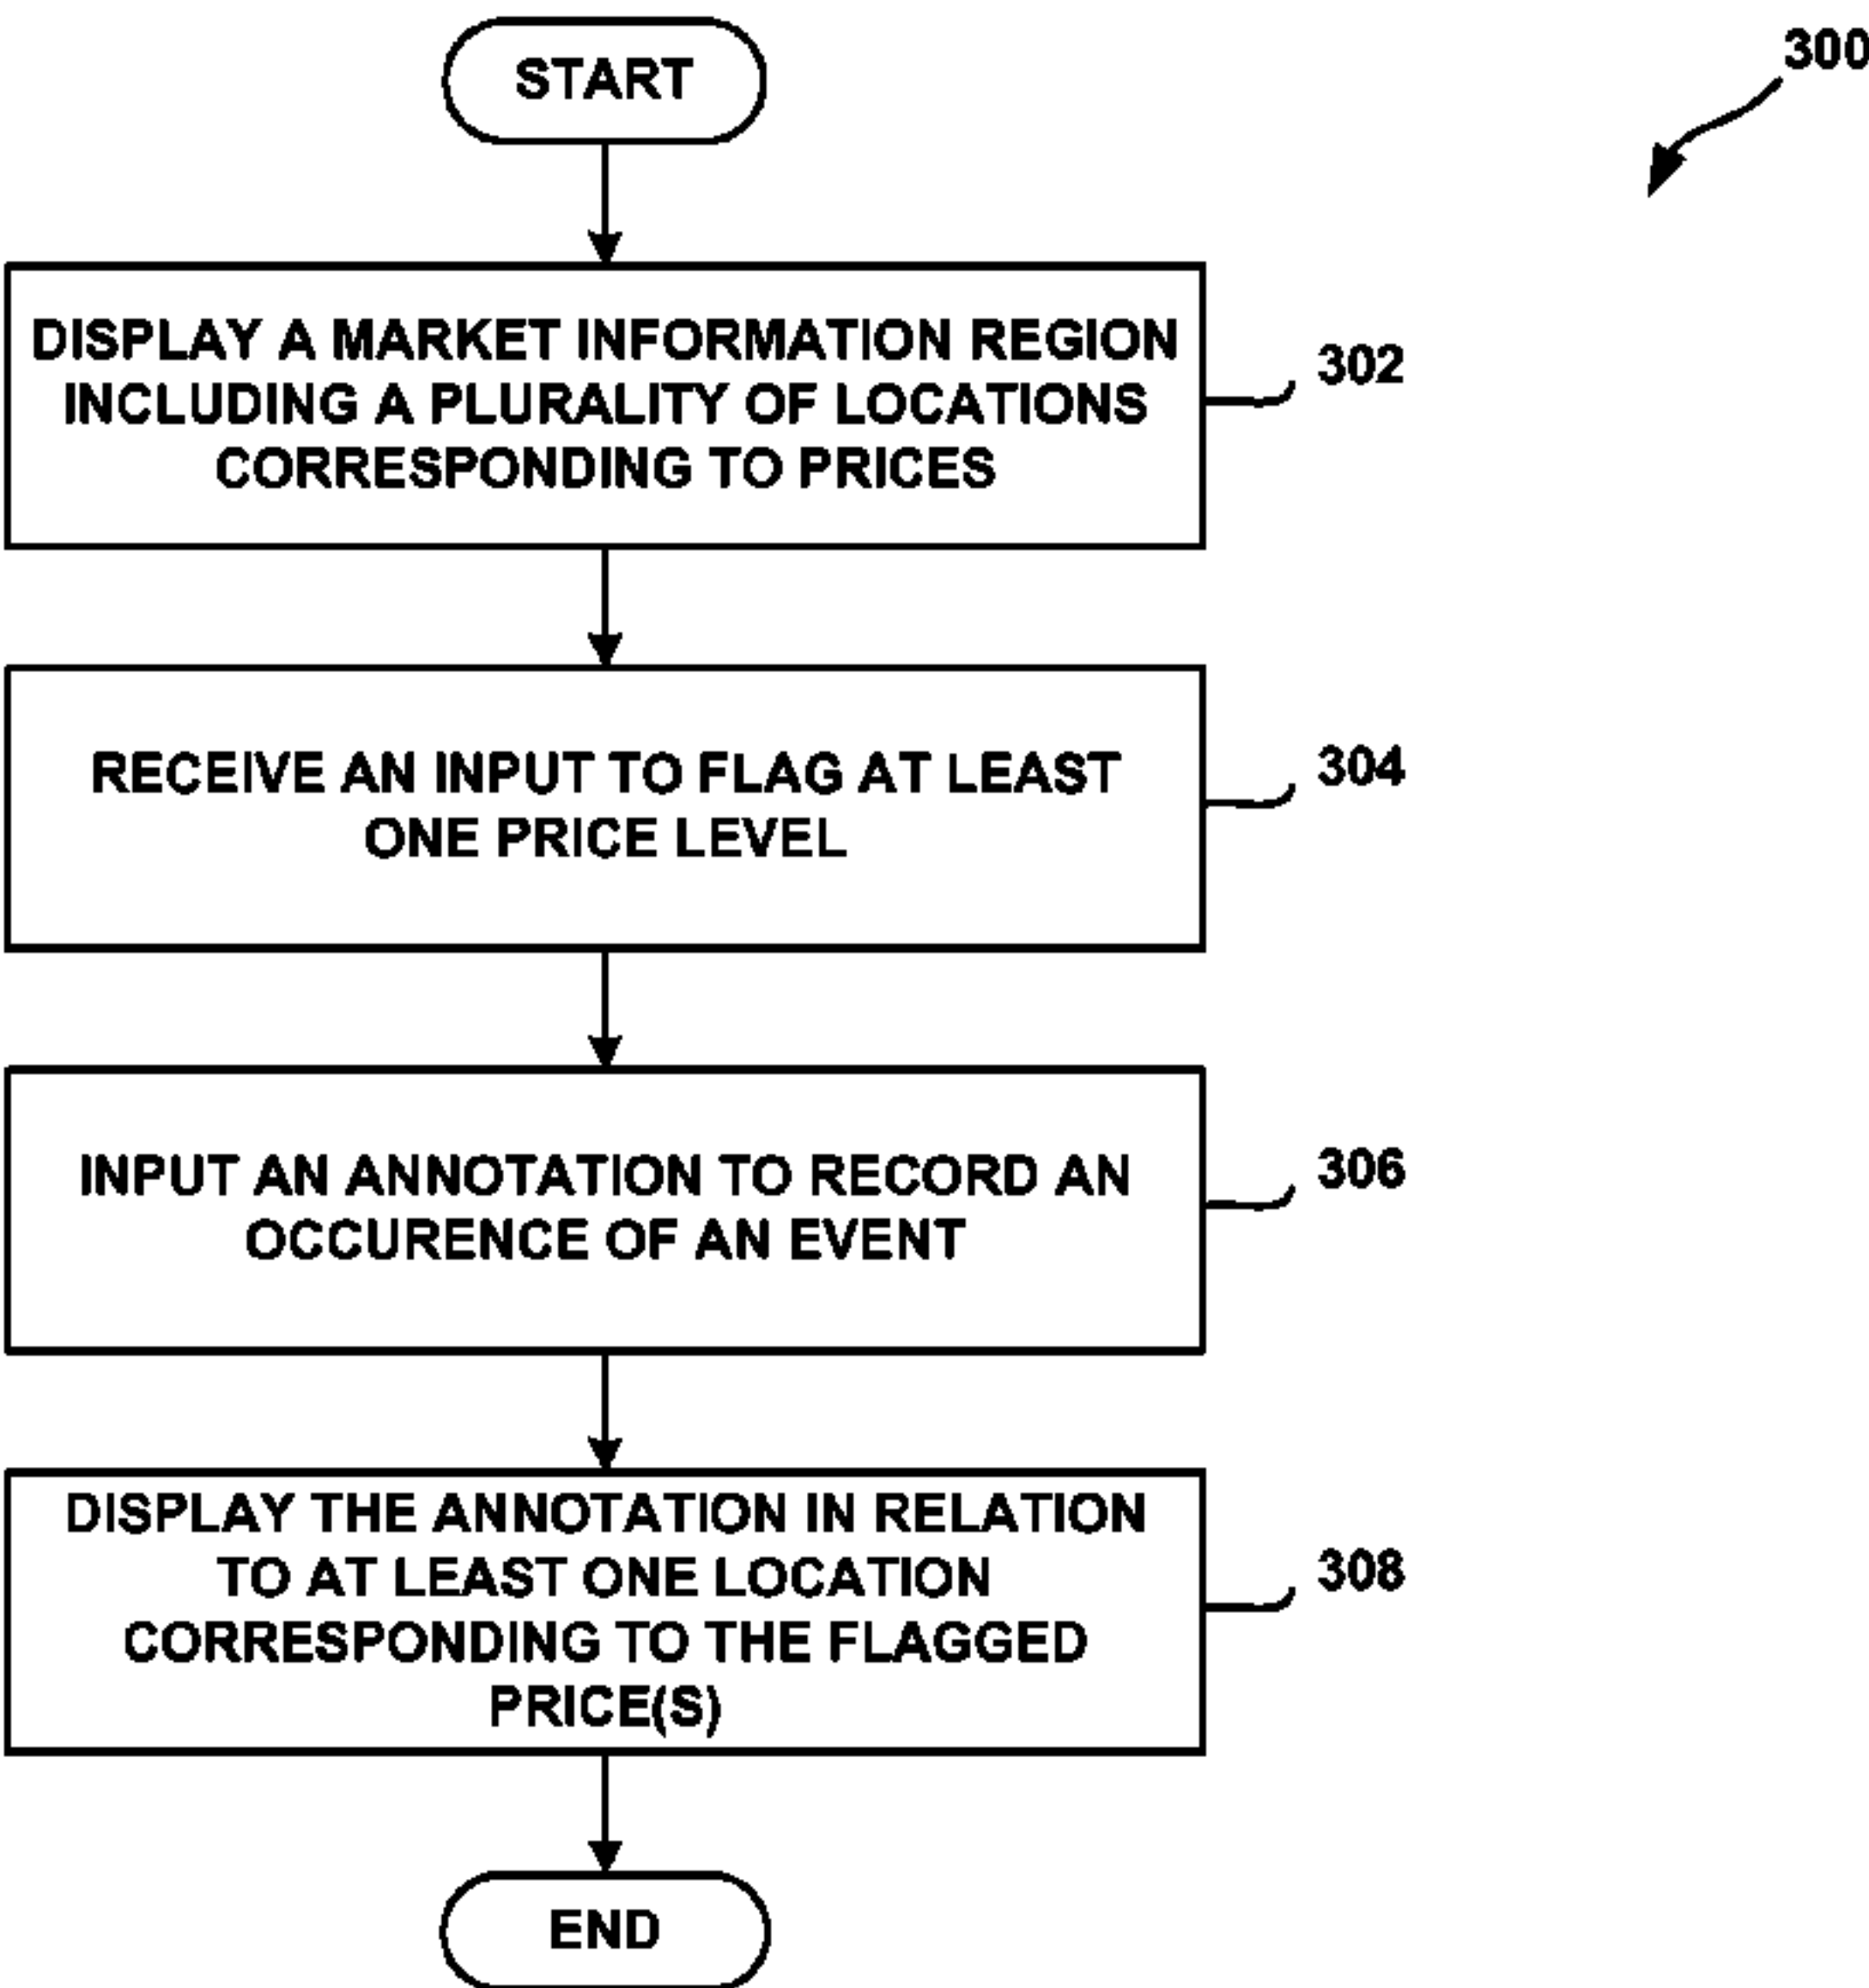 START
300
DISPLAY A MARKET INFORMATION REGION
INCLUDING A PLURALITY OF LOCATIONS
CORRESPONDING TO PRICES
302
RECEIVE AN INPUT TO FLAG AT LEAST
ONE PRICE LEVEL
304
INPUT AN ANNOTATION TO RECORD AN
OCCURENCE OF AN EVENT
306
DISPLAY THE ANNOTATION IN RELATION
TO AT LEAST ONE LOCATION
CORRESPONDING TO THE FLAGGED
PRICE(S)
308
END